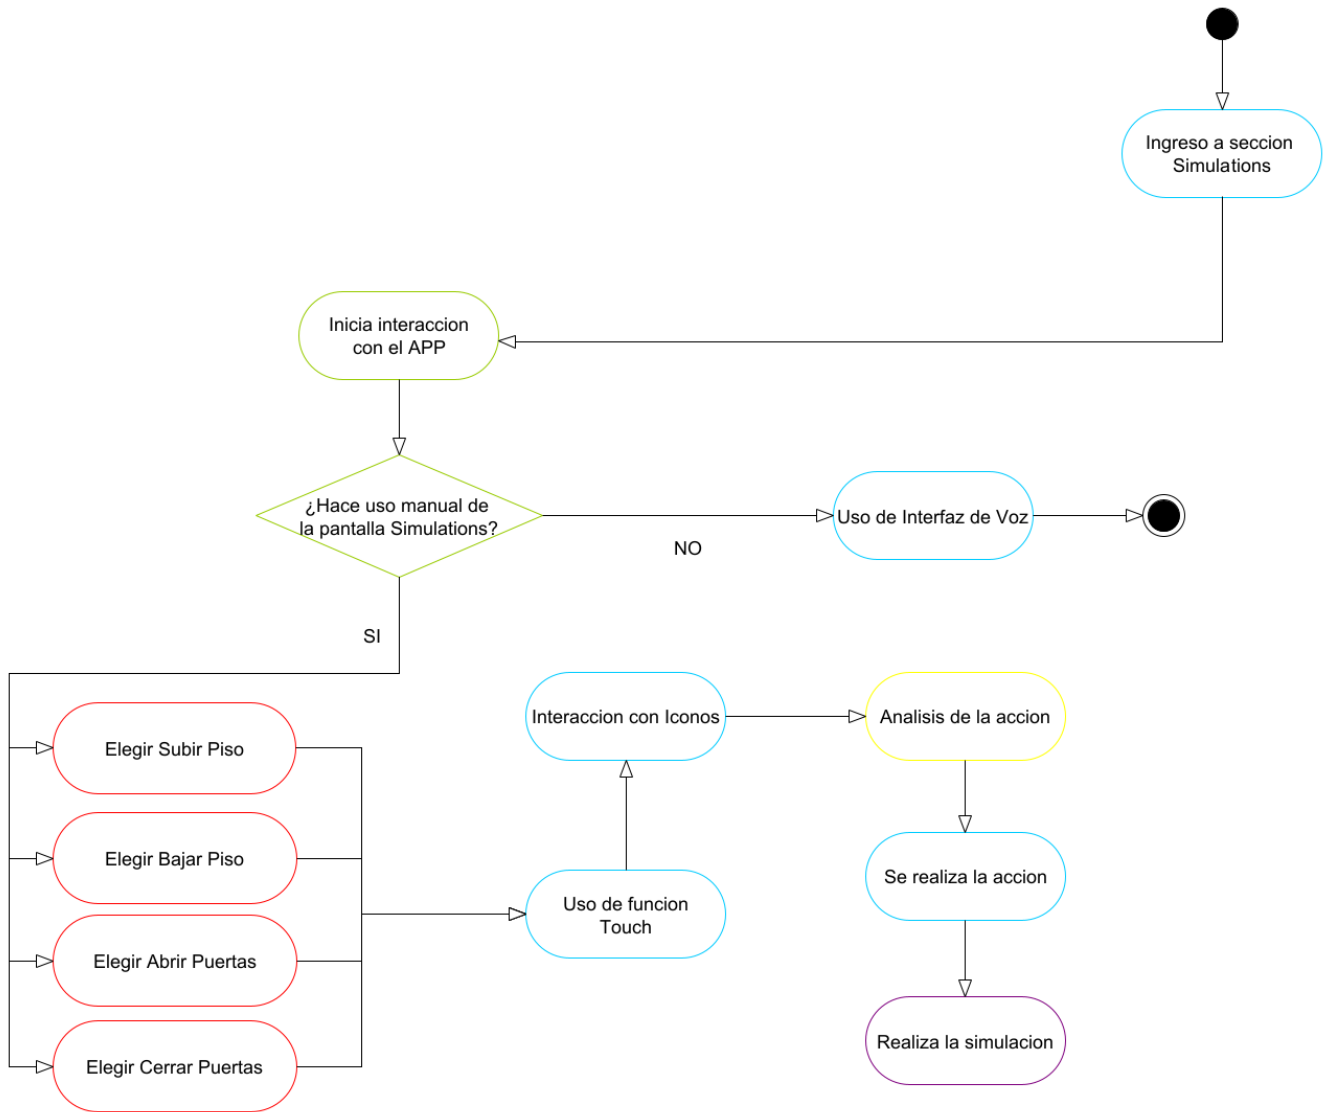 Ingreso a seccion
Simulations
Inicia interaccion
con el APP
¿Hace uso manual de
la pantalla Simulations?
NO
Uso de Interfaz de Voz
SI
Elegir Subir Piso
Elegir Bajar Piso
Elegir Abrir Puertas
Elegir Cerrar Puertas
Uso de funcion
Touch
Interaccion con Iconos
Analisis de la accion
Se realiza la accion
Realiza la simulacion